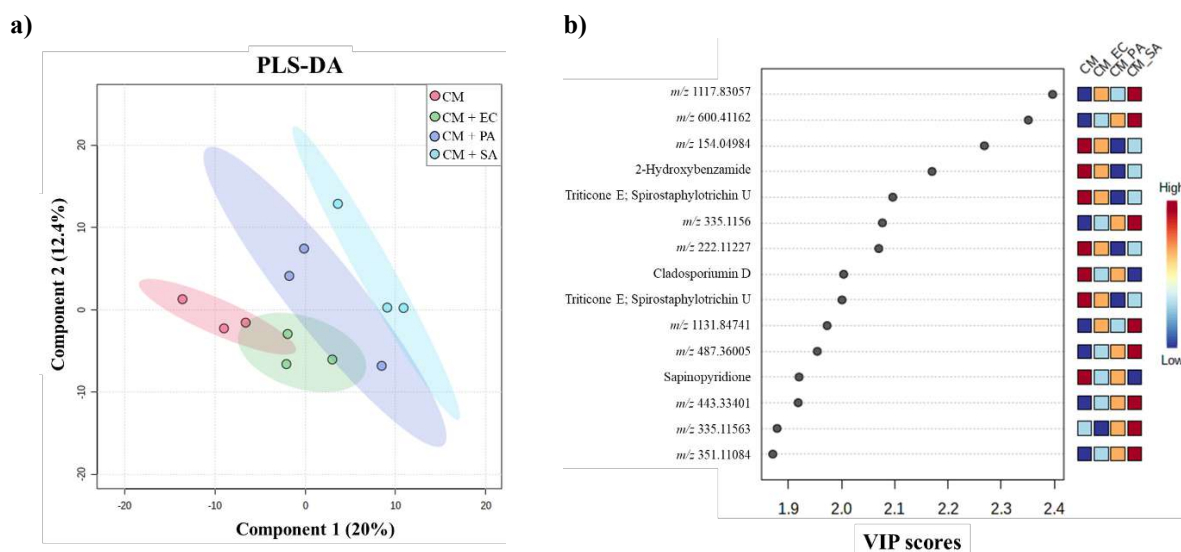 a)
PLS-DA
CM
CM + EC
CM + PA
CM + SA
Component 2 (12.4%)
20
10
0
-10
-20
-20
-10
0
10
20
Component 1 (20%)
b)
CM
CM_EC
CM_PA
CM_SA
m/z 1117.83057
m/z 600.41162
m/z 154.04984
2-Hydroxybenzamide
Triticone E; Spirostaphylotrichin U
m/z 335.1156
m/z 222.11227
Cladosporiumin D
Triticone E; Spirostaphylotrichin U
m/z 1131.84741
m/z 487.36005
Sapinopyridione
m/z 443.33401
m/z 335.11563
m/z 351.11084
High
Low
1.9
2.0
2.1
2.2
2.3
2.4
VIP scores